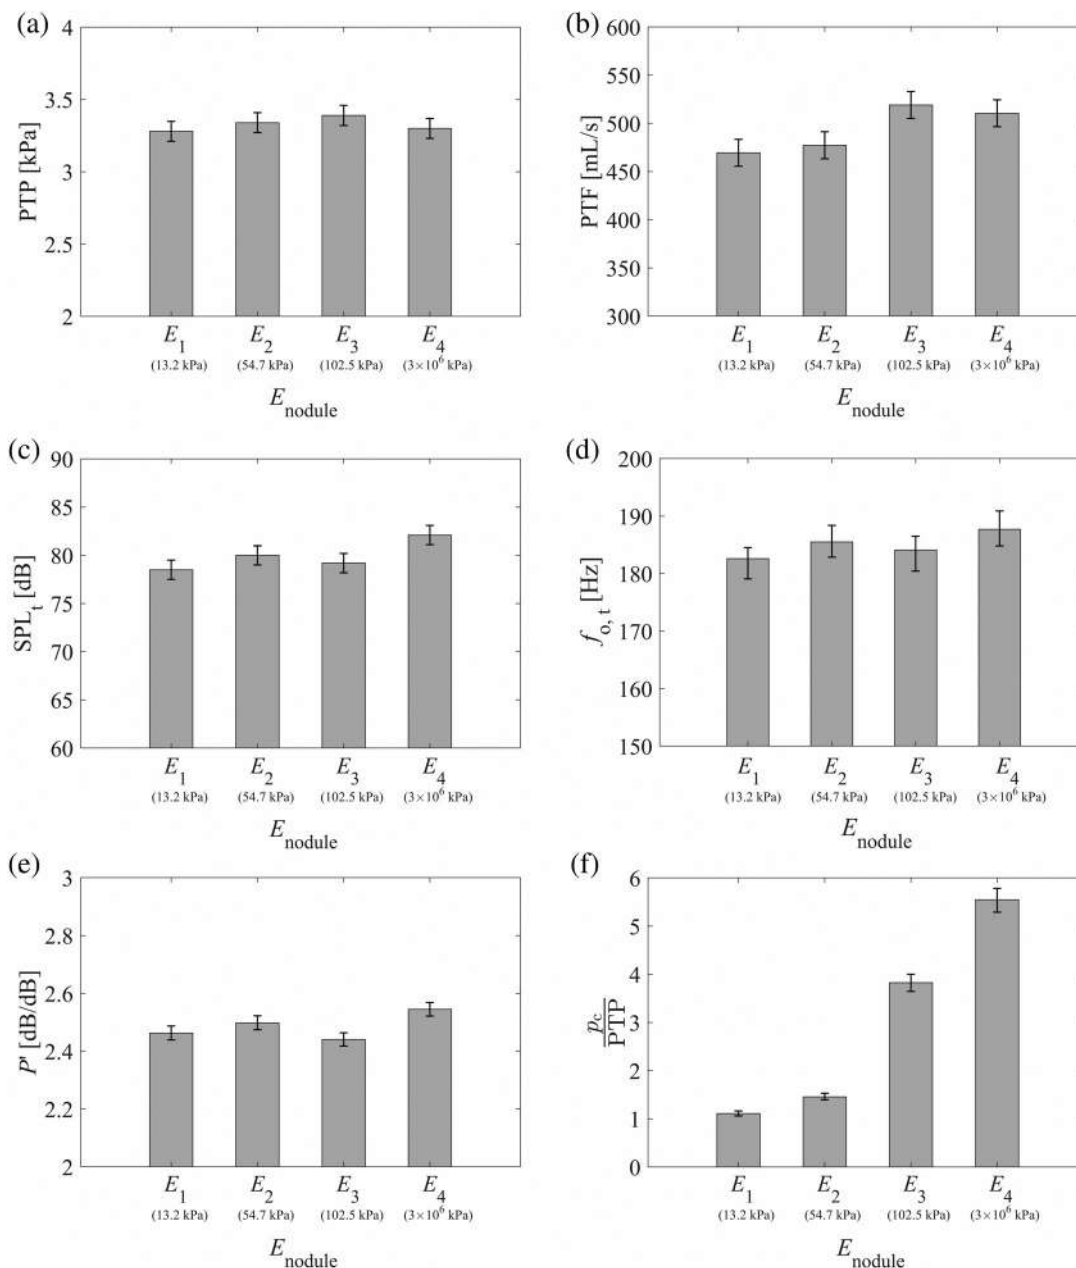 (a)
4
3.5
3
2.5
2
PTP [kPa]
E1 E2 E3 E4
(13.2 kPa) (54.7 kPa) (102.5 kPa) (3×10^6 kPa)
Enodule
(b)
600
550
500
450
400
350
300
PTF [mL/s]
E1 E2 E3 E4
(13.2 kPa) (54.7 kPa) (102.5 kPa) (3×10^6 kPa)
Enodule
(c)
90
85
80
75
70
65
60
SPLt [dB]
E1 E2 E3 E4
(13.2 kPa) (54.7 kPa) (102.5 kPa) (3×10^6 kPa)
Enodule
(d)
200
190
180
170
160
150
fo, t [Hz]
E1 E2 E3 E4
(13.2 kPa) (54.7 kPa) (102.5 kPa) (3×10^6 kPa)
Enodule
(e)
3
2.8
2.6
2.4
2.2
2
P' [dB/dB]
E1 E2 E3 E4
(13.2 kPa) (54.7 kPa) (102.5 kPa) (3×10^6 kPa)
Enodule
(f)
6
5
4
3
2
1
0
pc
PTP
E1 E2 E3 E4
(13.2 kPa) (54.7 kPa) (102.5 kPa) (3×10^6 kPa)
Enodule